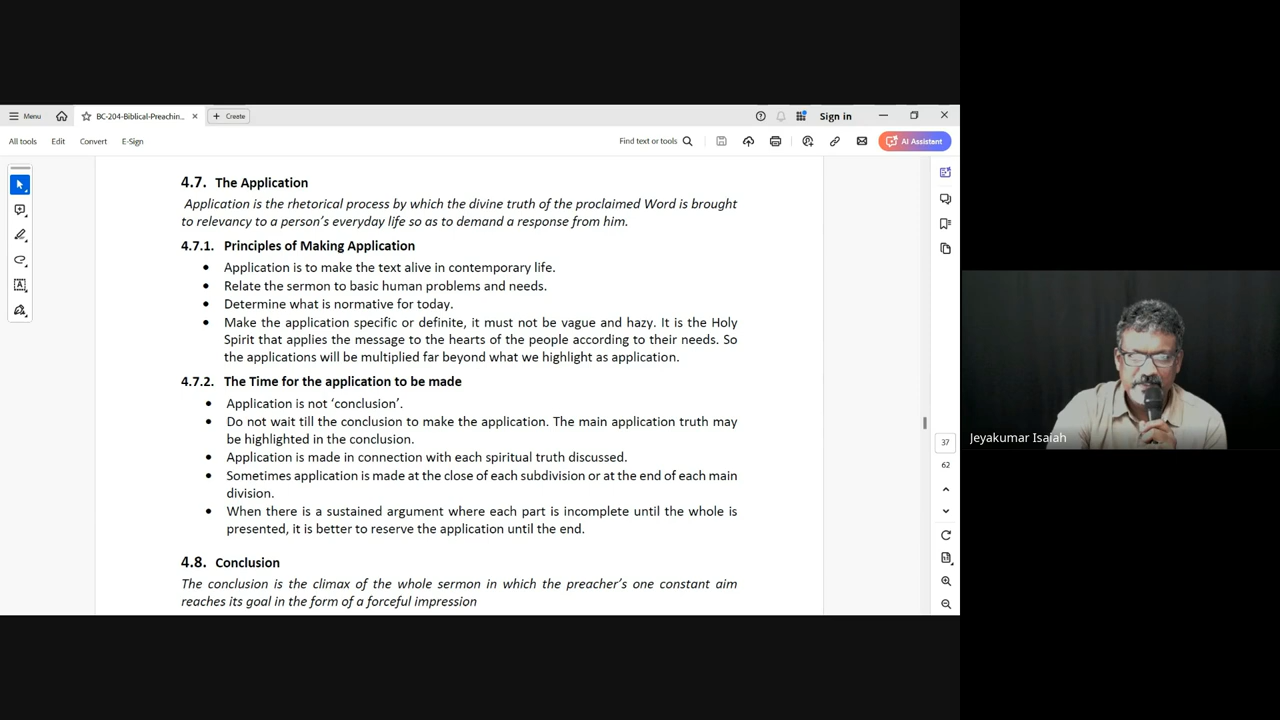 Menu
BC-204-Biblical-Preachin...
Create
Sign in
All tools
Edit
Convert
E-Sign
Find text or tools
AI Assistant
4.7. The Application
Application is the rhetorical process by which the divine truth of the proclaimed Word is brought
to relevancy to a person's everyday life so as to demand a response from him.
4.7.1. Principles of Making Application
• Application is to make the text alive in contemporary life.
• Relate the sermon to basic human problems and needs.
• Determine what is normative for today.
• Make the application specific or definite, it must not be vague and hazy. It is the Holy
Spirit that applies the message to the hearts of the people according to their needs. So
the applications will be multiplied far beyond what we highlight as application.
4.7.2. The Time for the application to be made
• Application is not 'conclusion'.
• Do not wait till the conclusion to make the application. The main application truth may
be highlighted in the conclusion.
• Application is made in connection with each spiritual truth discussed.
• Sometimes application is made at the close of each subdivision or at the end of each main
division.
• When there is a sustained argument where each part is incomplete until the whole is
presented, it is better to reserve the application until the end.
4.8. Conclusion
The conclusion is the climax of the whole sermon in which the preacher's one constant aim
reaches its goal in the form of a forceful impression
37
62
Jeyakumar Isaiah